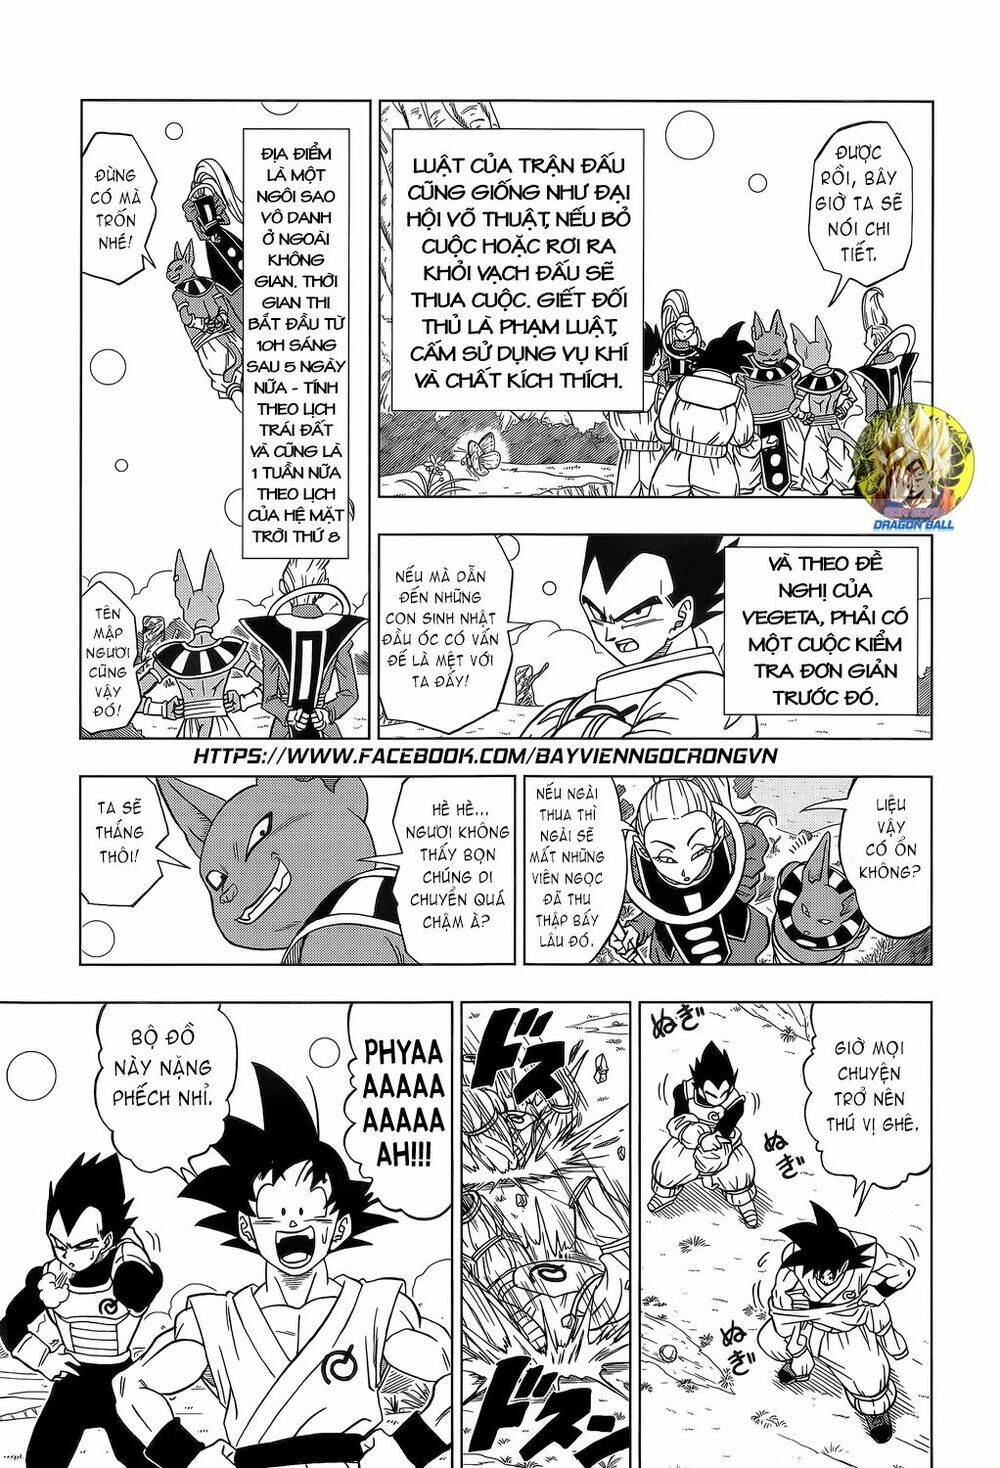 ĐƯỢC
RỒI, BÂY
GIỜ TA SẼ
NÓI CHI
TIẾT.
LUẬT CỦA TRẬN ĐẤU
CŨNG GIỐNG NHƯ ĐẠI
HỘI VÕ THUẬT, NẾU BỎ
CUỘC HOẶC RƠI RA
KHỎI VẠCH ĐẤU SẼ
THUA CUỘC. GIẾT ĐỐI
THỦ LÀ PHẠM LUẬT,
CẤM SỬ DỤNG VỤ KHÍ
VÀ CHẤT KÍCH THÍCH.
SON GOKU
DRAGON BALL
ĐỊA ĐIỂM
LÀ MỘT
NGÔI SAO
VÔ DANH
Ở NGOÀI
KHÔNG
GIAN. THỜI
GIAN THI
BẮT ĐẦU TỪ
10H SÁNG
SAU 5 NGÀY
NỮA - TÍNH
THEO LỊCH
TRÁI ĐẤT
VÀ CŨNG LÀ
1 TUẦN NỮA
THEO LỊCH
CỦA HỆ MẶT
TRỜI THỨ 8
ĐỪNG
CÓ MÀ
TRỐN
NHÉ!
TÊN
MẬP
NGƯƠI
CŨNG
VẬY
ĐÓ!
VÀ THEO ĐỀ
NGHỊ CỦA
VEGETA, PHẢI CÓ
MỘT CUỘC KIỂM
TRA ĐƠN GIẢN
TRƯỚC ĐÓ.
NẾU MÀ DẪN
ĐẾN NHỮNG
CON SINH NHẬT
ĐẦU ÓC CÓ VẤN
ĐỀ LÀ MỆT VỚI
TA ĐẤY!
HTTPS://WWW.FACEBOOK.COM/BAYVIENNGOCRONGVN
LIỆU
VẬY
CÓ ỔN
KHÔNG?
NẾU NGÀI
THUA THÌ
NGÀI SẼ
MẤT NHỮNG
VIÊN NGỌC
ĐÃ THU
THẬP BẤY
LÂU ĐÓ.
HÈ HÈ...
NGƯƠI KHÔNG
THẤY BỌN
CHÚNG DI
CHUYỂN QUÁ
CHẬM À?
TA SẼ
THẮNG
THÔI!
GIỜ MỌI
CHUYỆN
TRỞ NÊN
THÚ VỊ GHÊ.
ぬぎ
ぬぎ
ぬぎ
ドズッ
ドズン
PHYAA
AAAAA
AAAAA
AH!!!
BỘ ĐỒ
NÀY NẶNG
PHẾCH NHỈ.